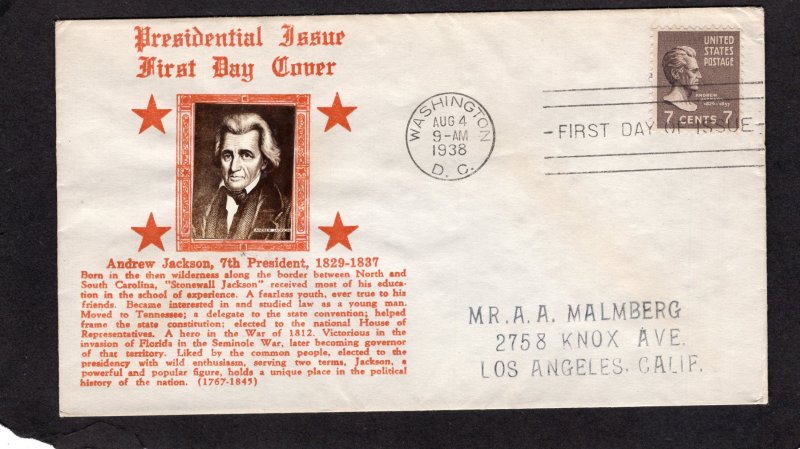 Presidential Issue
First Day Cover
ANDREW JACKSON
Andrew Jackson, 7th President, 1829-1837
Born in the then wilderness along the border between North and
South Carolina, "Stonewall Jackson" received most of his educa-
tion in the school of experience. A fearless youth, ever true to his
friends. Became interested in and studied law as a young man.
Moved to Tennessee; a delegate to the state convention; helped
frame the state constitution; elected to the national House of
Representatives. A hero in the War of 1812. Victorious in the
invasion of Florida in the Seminole War, later becoming governor
of that territory. Liked by the common people, elected to the
presidency with wild enthusiasm, serving two terms, Jackson, a
powerful and popular figure, holds a unique place in the political
history of the nation. (1767-1845)
WASHINGTON
AUG 4
9-AM
1938
D. C.
UNITED
STATES
POSTAGE
ANDREW
1829-1837
7 CENTS 7
FIRST DAY OF ISSUE
MR. A. A. MALMBERG
2758 KNOX AVE.
LOS ANGELES, CALIF.